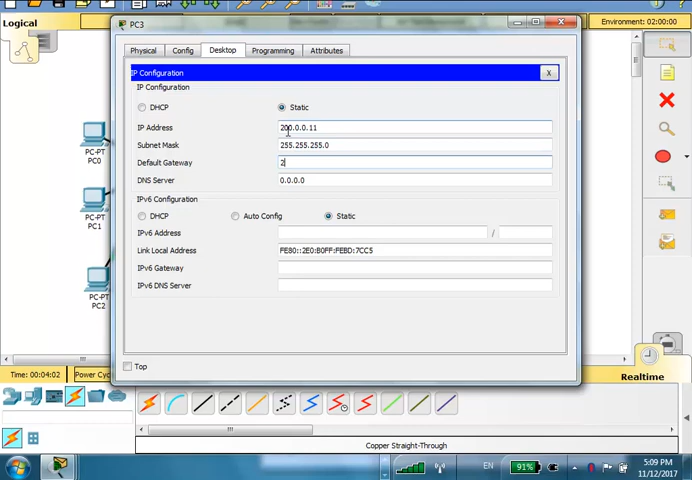 PC3
Logical
Environment: 02:00:00
Physical
Config
Desktop
Programming
Attributes
IP Configuration
X
IP Configuration
DHCP
Static
IP Address
200.0.0.11
Subnet Mask
255.255.255.0
Default Gateway
2
DNS Server
0.0.0.0
IPv6 Configuration
DHCP
Auto Config
Static
IPv6 Address
/
Link Local Address
FE80::2E0:B0FF:FEBD:7CC5
IPv6 Gateway
IPv6 DNS Server
PC-PT
PC0
PC-PT
PC1
PC-PT
PC2
Top
Time: 00:04:02
Power Cyc
Realtime
Copper Straight-Through
EN
91%
5:09 PM
11/12/2017